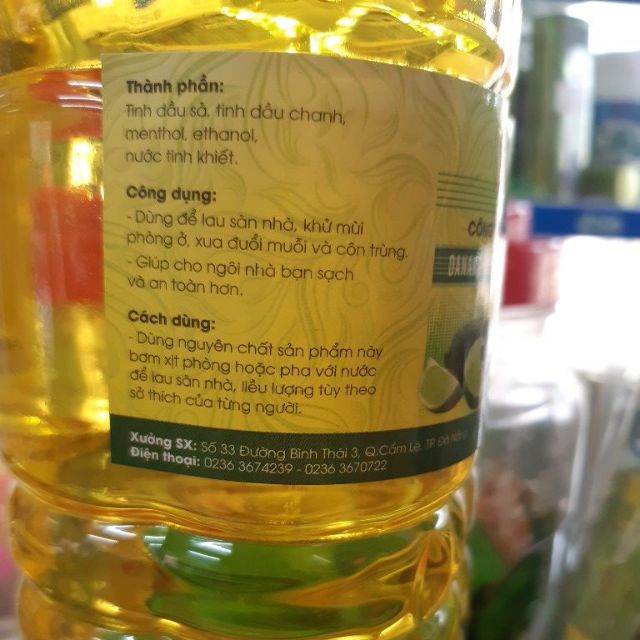 Thành phần:
Tinh dầu sả, tinh dầu chanh,
menthol, ethanol,
nước tinh khiết.
Công dụng:
- Dùng để lau sàn nhà, khử mùi
phòng ở, xua đuổi muỗi và côn trùng.
- Giúp cho ngôi nhà bạn sạch
và an toàn hơn.
Cách dùng:
- Dùng nguyên chất sản phẩm này
bơm xịt phòng hoặc pha với nước
để lau sàn nhà, liều lượng tùy theo
sở thích của từng người.
Xưởng SX: Số 33 Đường Bình Thái 3, Q.Cẩm Lệ, TP. Đà Nẵng
Điện thoại: 0236 3674239 - 0236 3670722